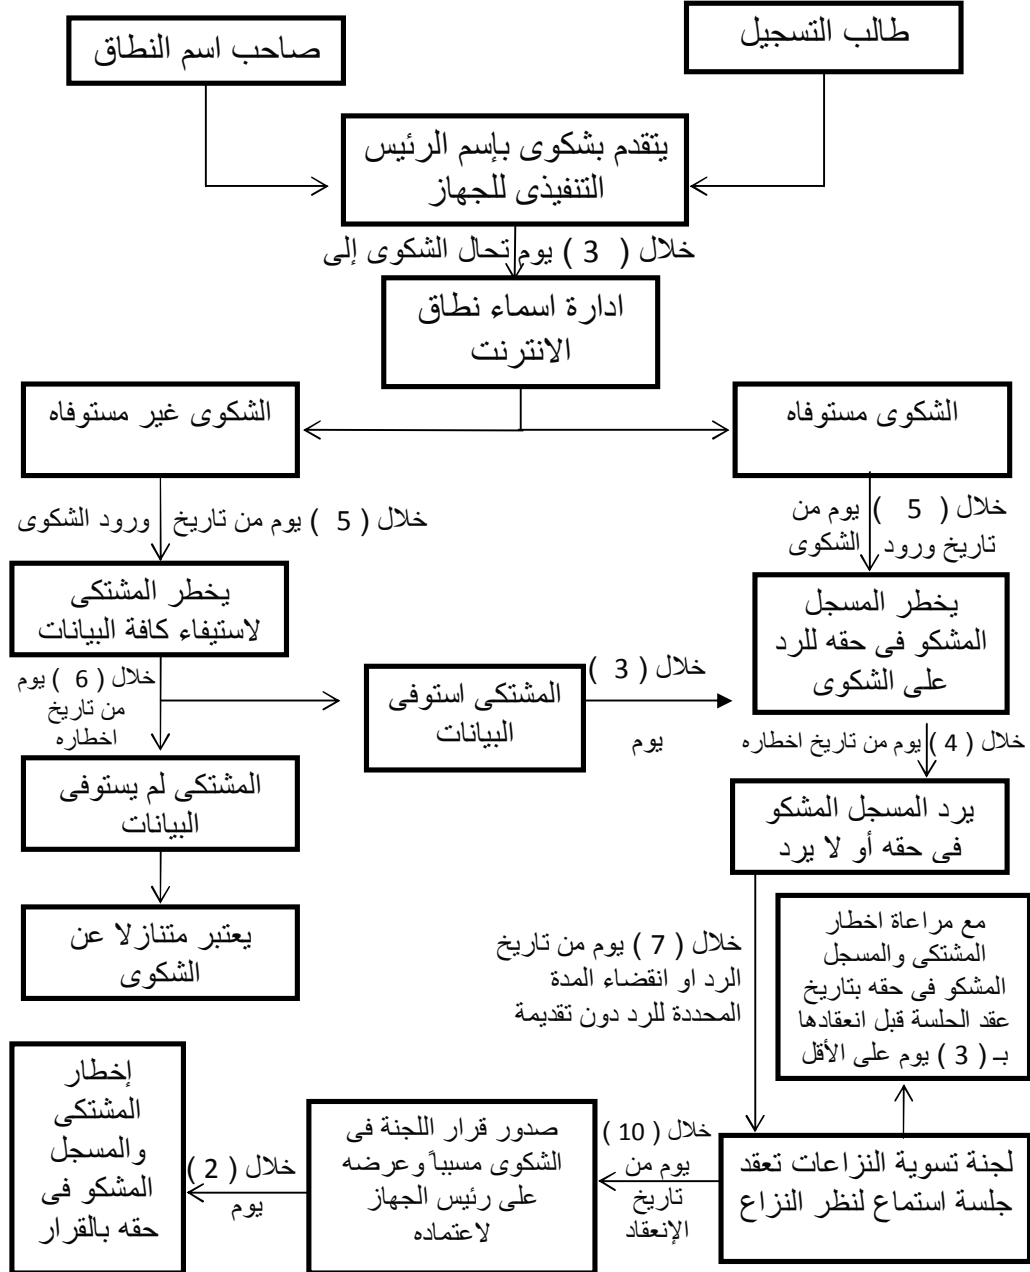 طالب التسجيل
صاحب اسم النطاق
يتقدم بشكوى بإسم الرئيس
التنفيذى للجهاز
خلال ( 3 ) يوم تحال الشكوى إلى
ادارة اسماء نطاق
الانترنت
الشكوى مستوفاه
الشكوى غير مستوفاه
خلال ( 5 ) يوم من
تاريخ ورود الشكوى
خلال ( 5 ) يوم من تاريخ ورود الشكوى
يخطر المسجل
المشكو فى حقه للرد
على الشكوى
يخطر المشتكى
لاستيفاء كافة البيانات
خلال ( 6 ) يوم
من تاريخ
اخطاره
المشتكى استوفى
البيانات
خلال ( 3 )
يوم
خلال ( 4 ) يوم من تاريخ اخطاره
المشتكى لم يستوفى
البيانات
يرد المسجل المشكو
فى حقه أو لا يرد
يعتبر متنازلا عن
الشكوى
خلال ( 7 ) يوم من تاريخ
الرد او انقضاء المدة
المحددة للرد دون تقديمة
مع مراعاة اخطار
المشتكى والمسجل
المشكو فى حقه بتاريخ
عقد الحلسة قبل انعقادها
بـ ( 3 ) يوم على الأقل
لجنة تسوية النزاعات تعقد
جلسة استماع لنظر النزاع
خلال ( 10 )
يوم من
تاريخ
الإنعقاد
صدور قرار اللجنة فى
الشكوى مسبباً وعرضه
على رئيس الجهاز
لاعتماده
خلال ( 2 )
يوم
إخطار
المشتكى
والمسجل
المشكو فى
حقه بالقرار